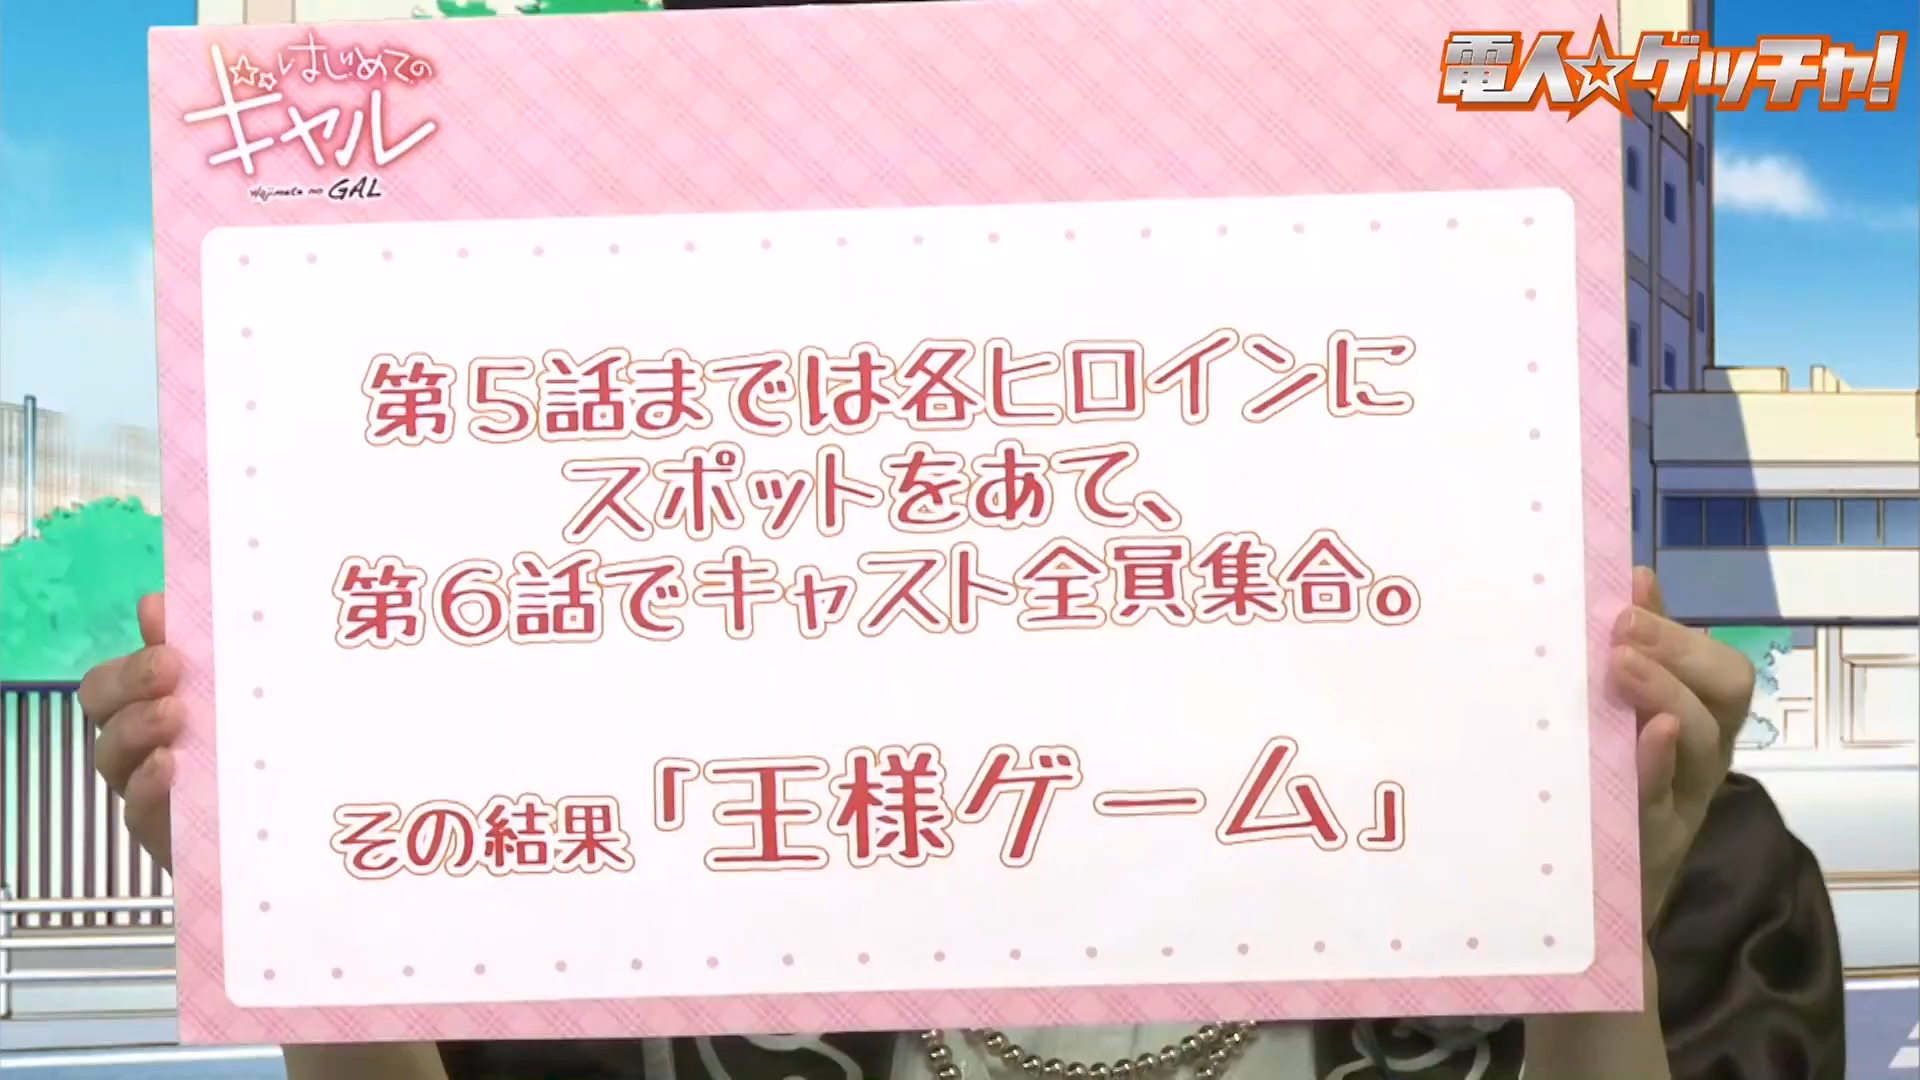 はじめての
ギャル
Hajimete no GAL
電人☆ゲッチャ!
第5話までは各ヒロインに
スポットをあて、
第6話でキャスト全員集合。
その結果「王様ゲーム」